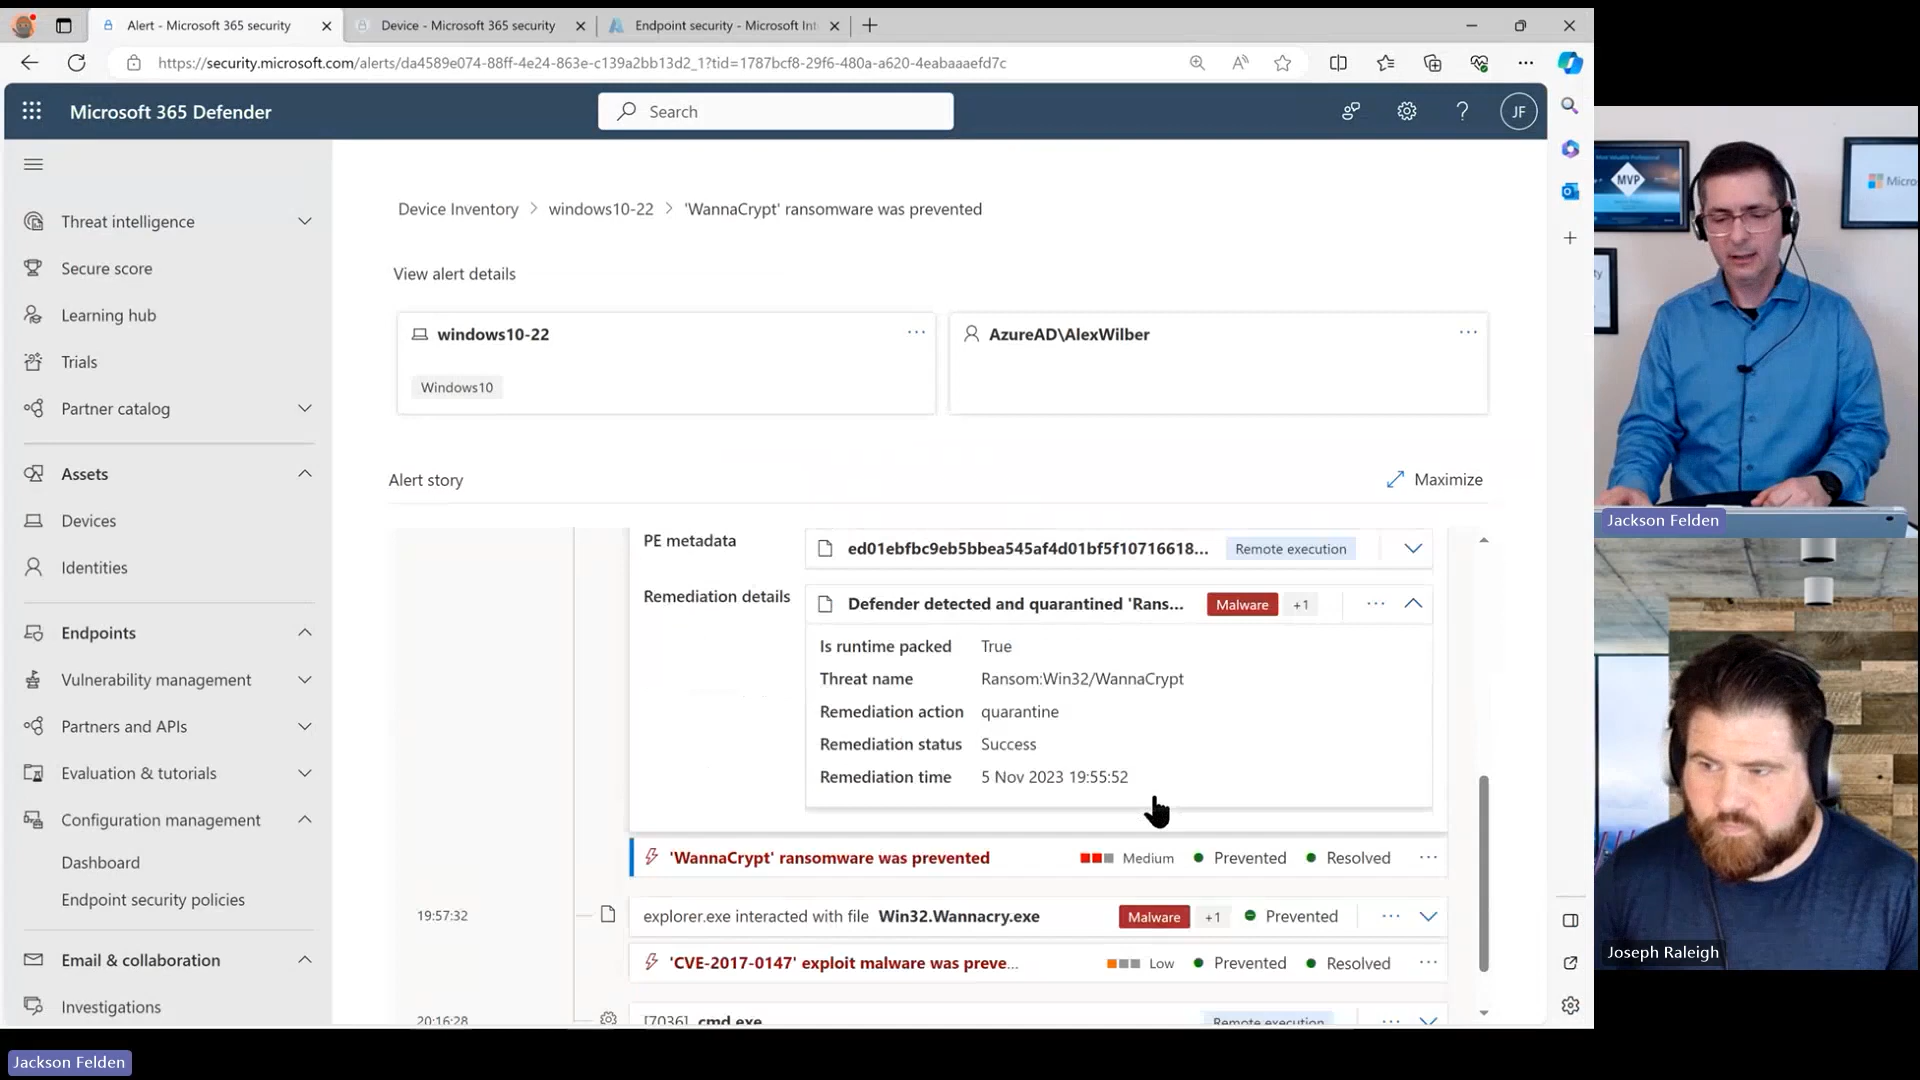 Alert - Microsoft 365 security
Device - Microsoft 365 security
Endpoint security - Microsoft Int
https://security.microsoft.com/alerts/da4589e074-88ff-4e24-863e-c139a2bb13d2_1?tid=1787bcf8-29f6-480a-a620-4eabaaaefd7c
Microsoft 365 Defender
Search
JF
Threat intelligence
Secure score
Learning hub
Trials
Partner catalog
Assets
Devices
Identities
Endpoints
Vulnerability management
Partners and APIs
Evaluation & tutorials
Configuration management
Dashboard
Endpoint security policies
Email & collaboration
Investigations
Device Inventory > windows10-22 > 'WannaCrypt' ransomware was prevented
View alert details
windows10-22
Windows10
AzureAD\AlexWilber
Alert story
Maximize
PE metadata
ed01ebfbc9eb5bbea545af4d01bf5f10716618... Remote execution
Remediation details
Defender detected and quarantined 'Rans... Malware +1
Is runtime packed True
Threat name Ransom:Win32/WannaCrypt
Remediation action quarantine
Remediation status Success
Remediation time 5 Nov 2023 19:55:52
'WannaCrypt' ransomware was prevented Medium Prevented Resolved
19:57:32 explorer.exe interacted with file Win32.Wannacry.exe Malware +1 Prevented
'CVE-2017-0147' exploit malware was preve... Low Prevented Resolved
20:16:28 [7036] cmd.exe Remote execution
MVP
Micro
Jackson Felden
Joseph Raleigh
Jackson Felden